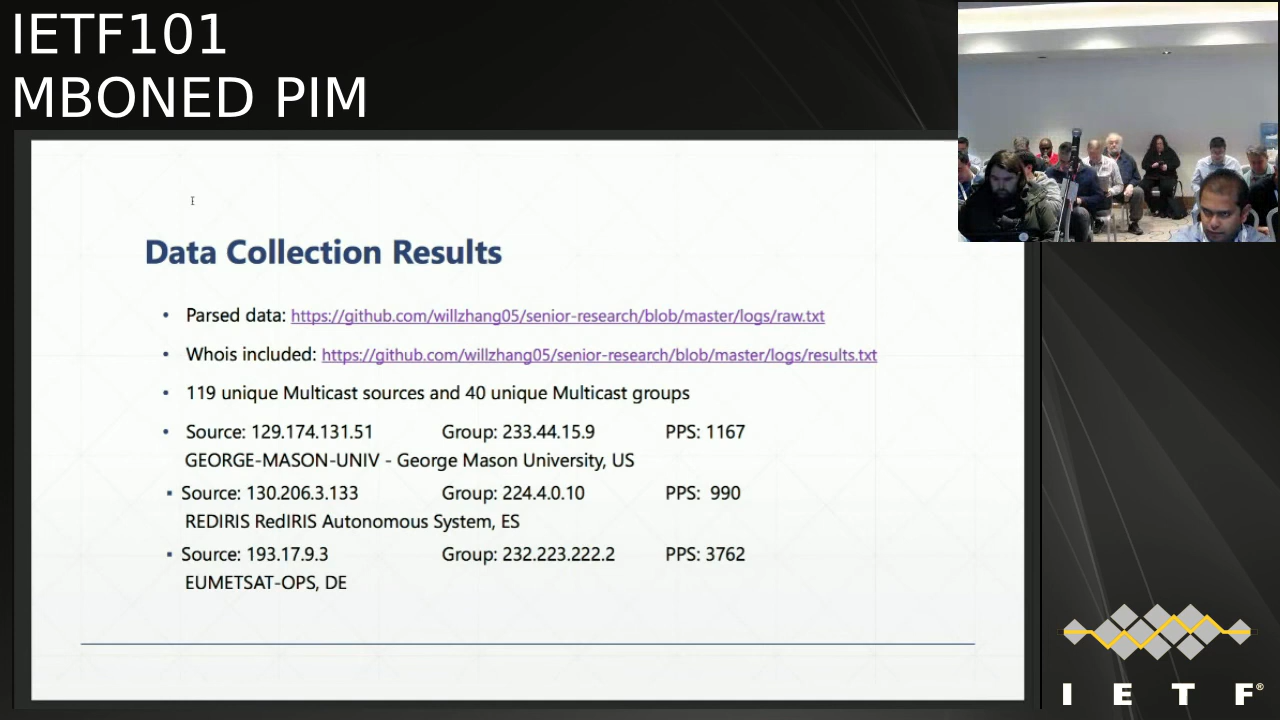 IETF101
MBONED PIM
Data Collection Results
• Parsed data: https://github.com/willzhang05/senior-research/blob/master/logs/raw.txt
• Whois included: https://github.com/willzhang05/senior-research/blob/master/logs/results.txt
• 119 unique Multicast sources and 40 unique Multicast groups
• Source: 129.174.131.51 Group: 233.44.15.9 PPS: 1167
GEORGE-MASON-UNIV - George Mason University, US
▪ Source: 130.206.3.133 Group: 224.4.0.10 PPS: 990
REDIRIS RedIRIS Autonomous System, ES
▪ Source: 193.17.9.3 Group: 232.223.222.2 PPS: 3762
EUMETSAT-OPS, DE
I E T F®